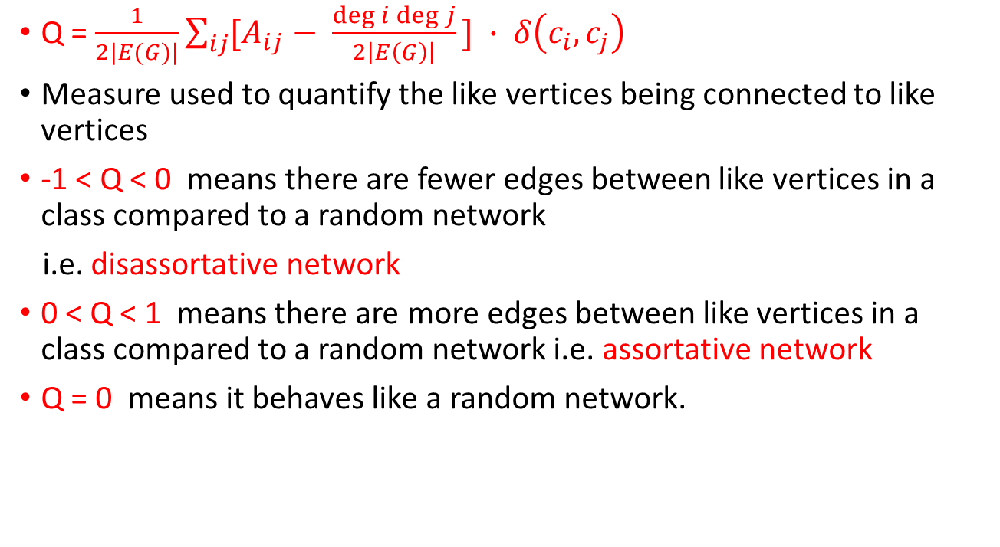 • Q = \frac{1}{2|E(G)|} \sum_{ij} [A_{ij} − \frac{\deg i \deg j}{2|E(G)|}] · δ(c_i, c_j)
• Measure used to quantify the like vertices being connected to like
vertices
• -1 < Q < 0 means there are fewer edges between like vertices in a
class compared to a random network
i.e. disassortative network
• 0 < Q < 1 means there are more edges between like vertices in a
class compared to a random network i.e. assortative network
• Q = 0 means it behaves like a random network.